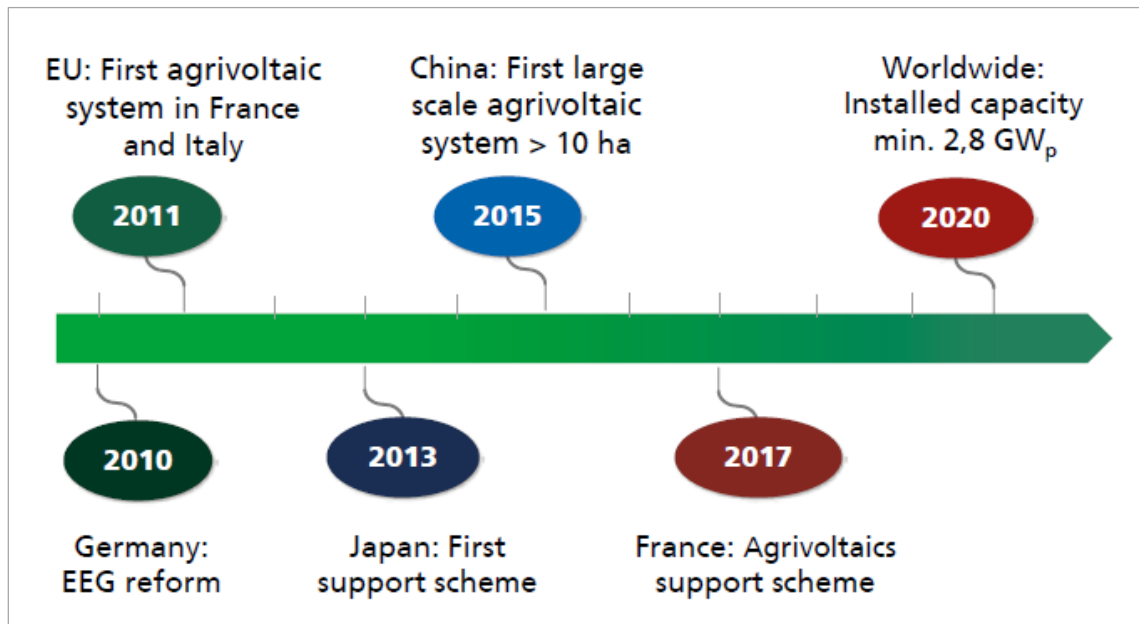 EU: First agrivoltaic
system in France
and Italy
2011
China: First large
scale agrivoltaic
system > 10 ha
2015
Worldwide:
Installed capacity
min. 2,8 GWp
2020
2010
Germany:
EEG reform
2013
Japan: First
support scheme
2017
France: Agrivoltaics
support scheme